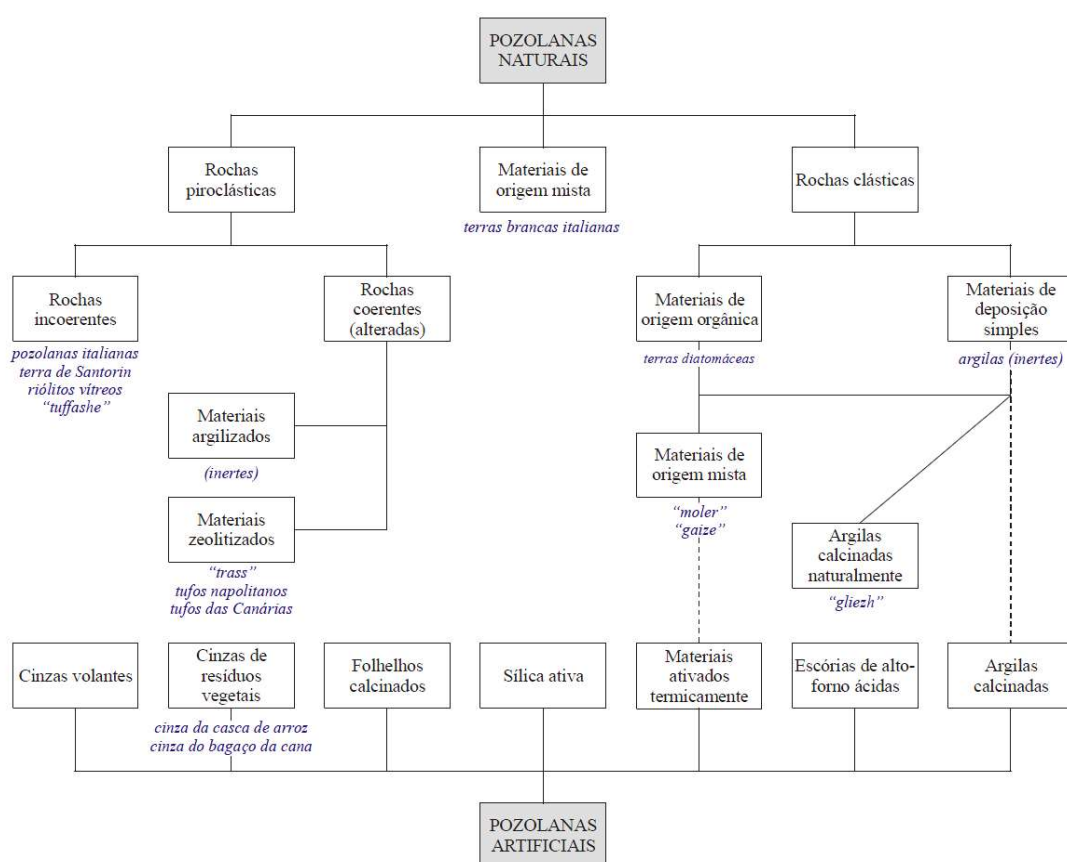 POZOLANAS
NATURAIS
Rochas
piroclásticas
Materiais de
origem mista
terras brancas italianas
Rochas clásticas
Rochas
incoerentes
pozolanas italianas
terra de Santorin
riólitos vítreos
“tuffashe”
Rochas
coerentes
(alteradas)
Materiais de
origem orgânica
terras diatomáceas
Materiais de
deposição
simples
argilas (inertes)
Materiais
argilizados
(inertes)
Materiais
zeolitizados
“trass”
tufos napolitanos
tufos das Canárias
Materiais de
origem mista
“moler”
“gaize”
Argilas
calcinadas
naturalmente
“gliezh”
Cinzas volantes
Cinzas de
resíduos
vegetais
cinza da casca de arroz
cinza do bagaço da cana
Folhelhos
calcinados
Sílica ativa
Materiais
ativados
termicamente
Escórias de alto-
forno ácidas
Argilas
calcinadas
POZOLANAS
ARTIFICIAIS